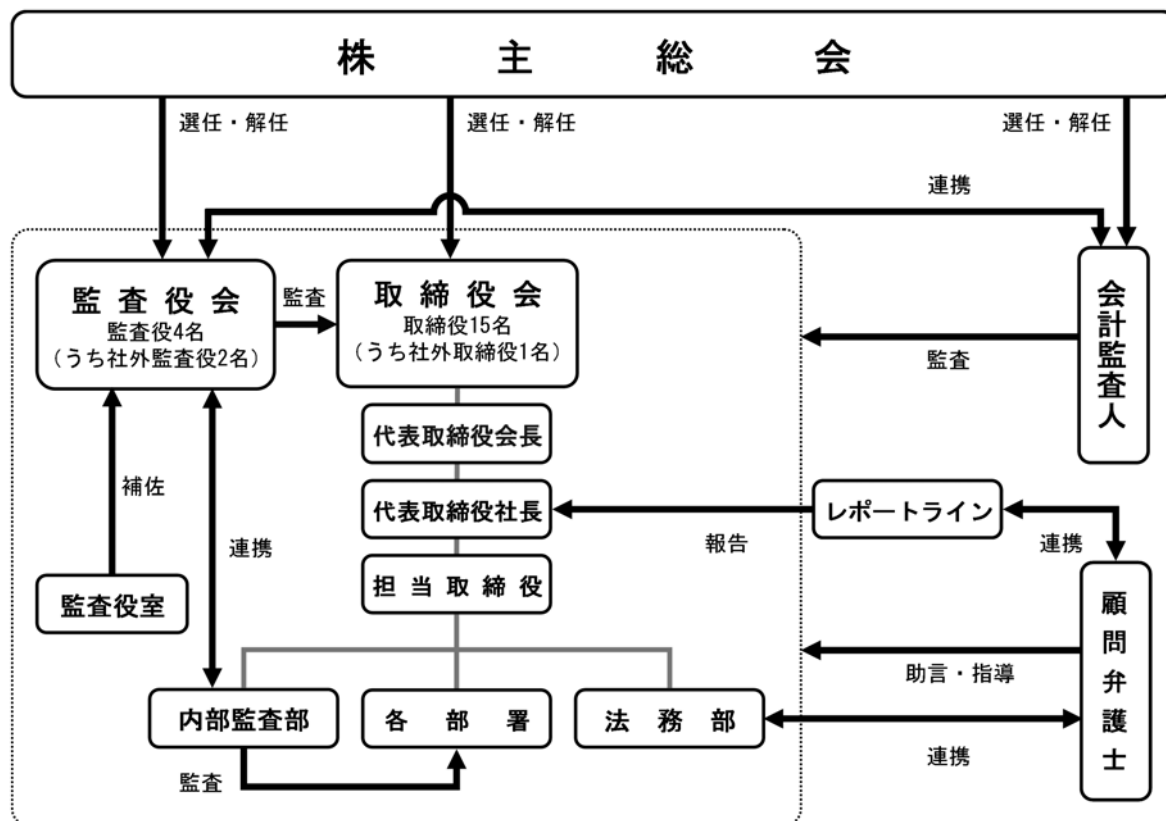 株主総会
選任・解任
選任・解任
選任・解任
連携
監査役会
監査役4名
（うち社外監査役2名）
監査
取締役会
取締役15名
（うち社外取締役1名）
会計監査人
監査
代表取締役会長
代表取締役社長
報告
レポートライン
連携
補佐
連携
担当取締役
監査役室
顧問弁護士
助言・指導
内部監査部
各部署
法務部
連携
監査